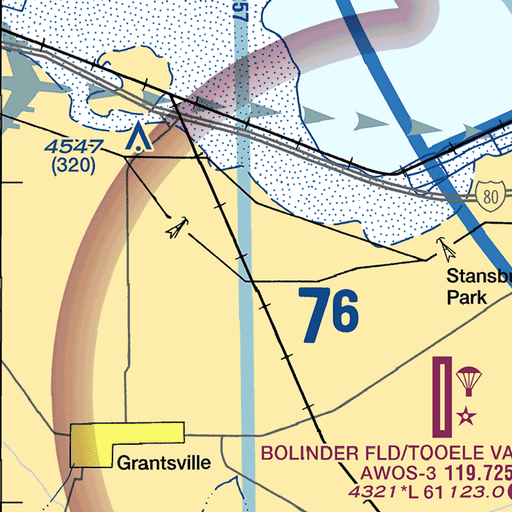 57
4547
(320)
80
Stansbu
Park
76
BOLINDER FLD/TOOELE VA
AWOS-3 119.725
4321 *L 61 123.0
Grantsville